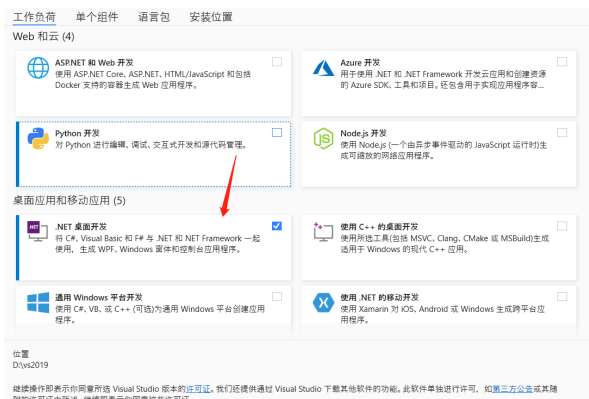 工作负荷 单个组件 语言包 安装位置
Web 和云 (4)
ASP.NET 和 Web 开发
使用 ASP.NET Core、ASP.NET、HTML/JavaScript 和包括
Docker 支持的容器生成 Web 应用程序。
Azure 开发
用于使用 .NET 和 .NET Framework 开发云应用和创建资源
的 Azure SDK、工具和项目。还包含用于实现应用程序容...
Python 开发
对 Python 进行编辑、调试、交互式开发和源代码管理。
Node.js 开发
使用 Node.js (一个由异步事件驱动的 JavaScript 运行时)生
成可缩放的网络应用程序。
桌面应用和移动应用 (5)
.NET
.NET 桌面开发
将 C#、Visual Basic 和 F# 与 .NET 和 .NET Framework 一起
使用，生成 WPF、Windows 窗体和控制台应用程序。
使用 C++ 的桌面开发
使用所选工具(包括 MSVC、Clang、CMake 或 MSBuild)生成
适用于 Windows 的现代 C++ 应用。
通用 Windows 平台开发
使用 C#、VB、或 C++ (可选)为通用 Windows 平台创建应用
程序。
使用 .NET 的移动开发
使用 Xamarin 对 iOS、Android 或 Windows 生成跨平台应
用程序。
位置
D:\vs2019
继续操作即表示你同意所选 Visual Studio 版本的许可证。我们还提供通过 Visual Studio 下载其他软件的功能。此软件单独进行许可，如第三方公告或其随